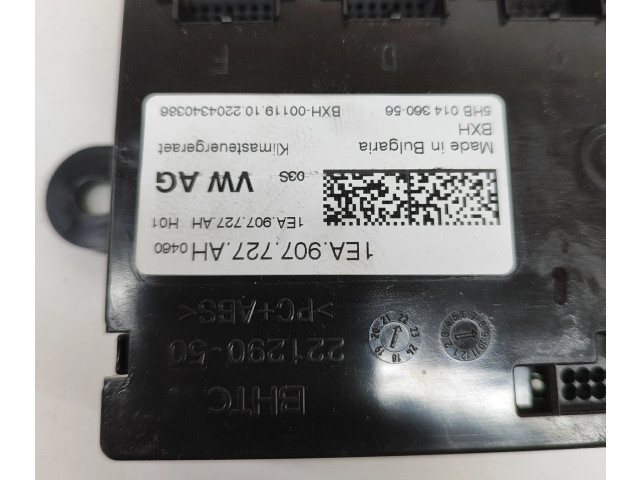 BHTC
221290-50
>PC+ABS<
1EA.907.727.AH 0460
1EA.907.727.AH H01
VW AG 03S
Klimasteuergeraet
BXH-00119.10.2204340386
Made in Bulgaria
BXH
5HB 014 360-56